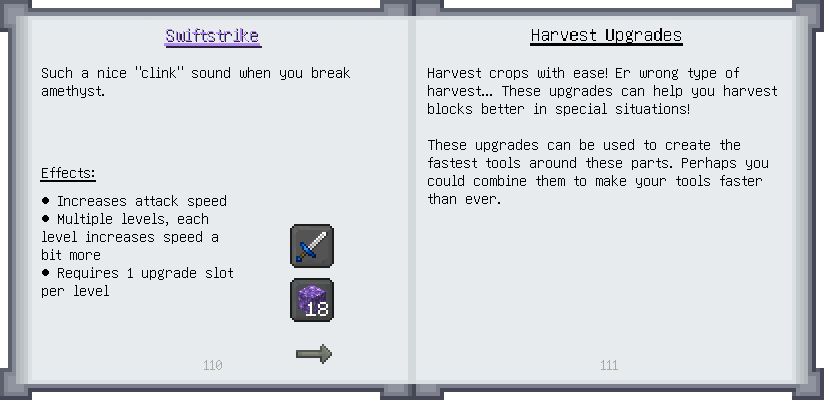 Swiftstrike
Such a nice "clink" sound when you break
amethyst.
Effects:
• Increases attack speed
• Multiple levels, each
level increases speed a
bit more
• Requires 1 upgrade slot
per level
18
110
Harvest Upgrades
Harvest crops with ease! Er wrong type of
harvest... These upgrades can help you harvest
blocks better in special situations!
These upgrades can be used to create the
fastest tools around these parts. Perhaps you
could combine them to make your tools faster
than ever.
111